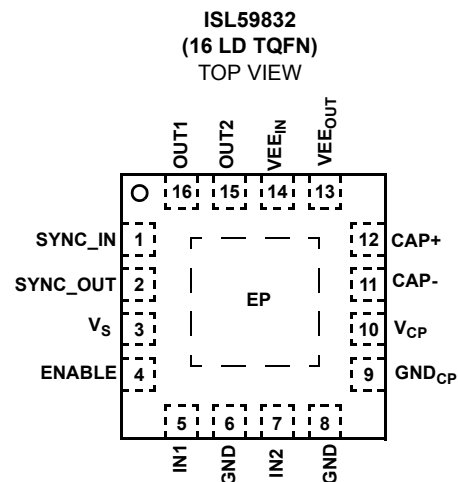 ISL59832
(16 LD TQFN)
TOP VIEW
OUT1
OUT2
VEEIN
VEEOUT
16
15
14
13
SYNC_IN 1
12 CAP+
SYNC_OUT 2
11 CAP-
EP
VS 3
10 VCP
ENABLE 4
9 GNDCP
5
6
7
8
IN1
GND
IN2
GND